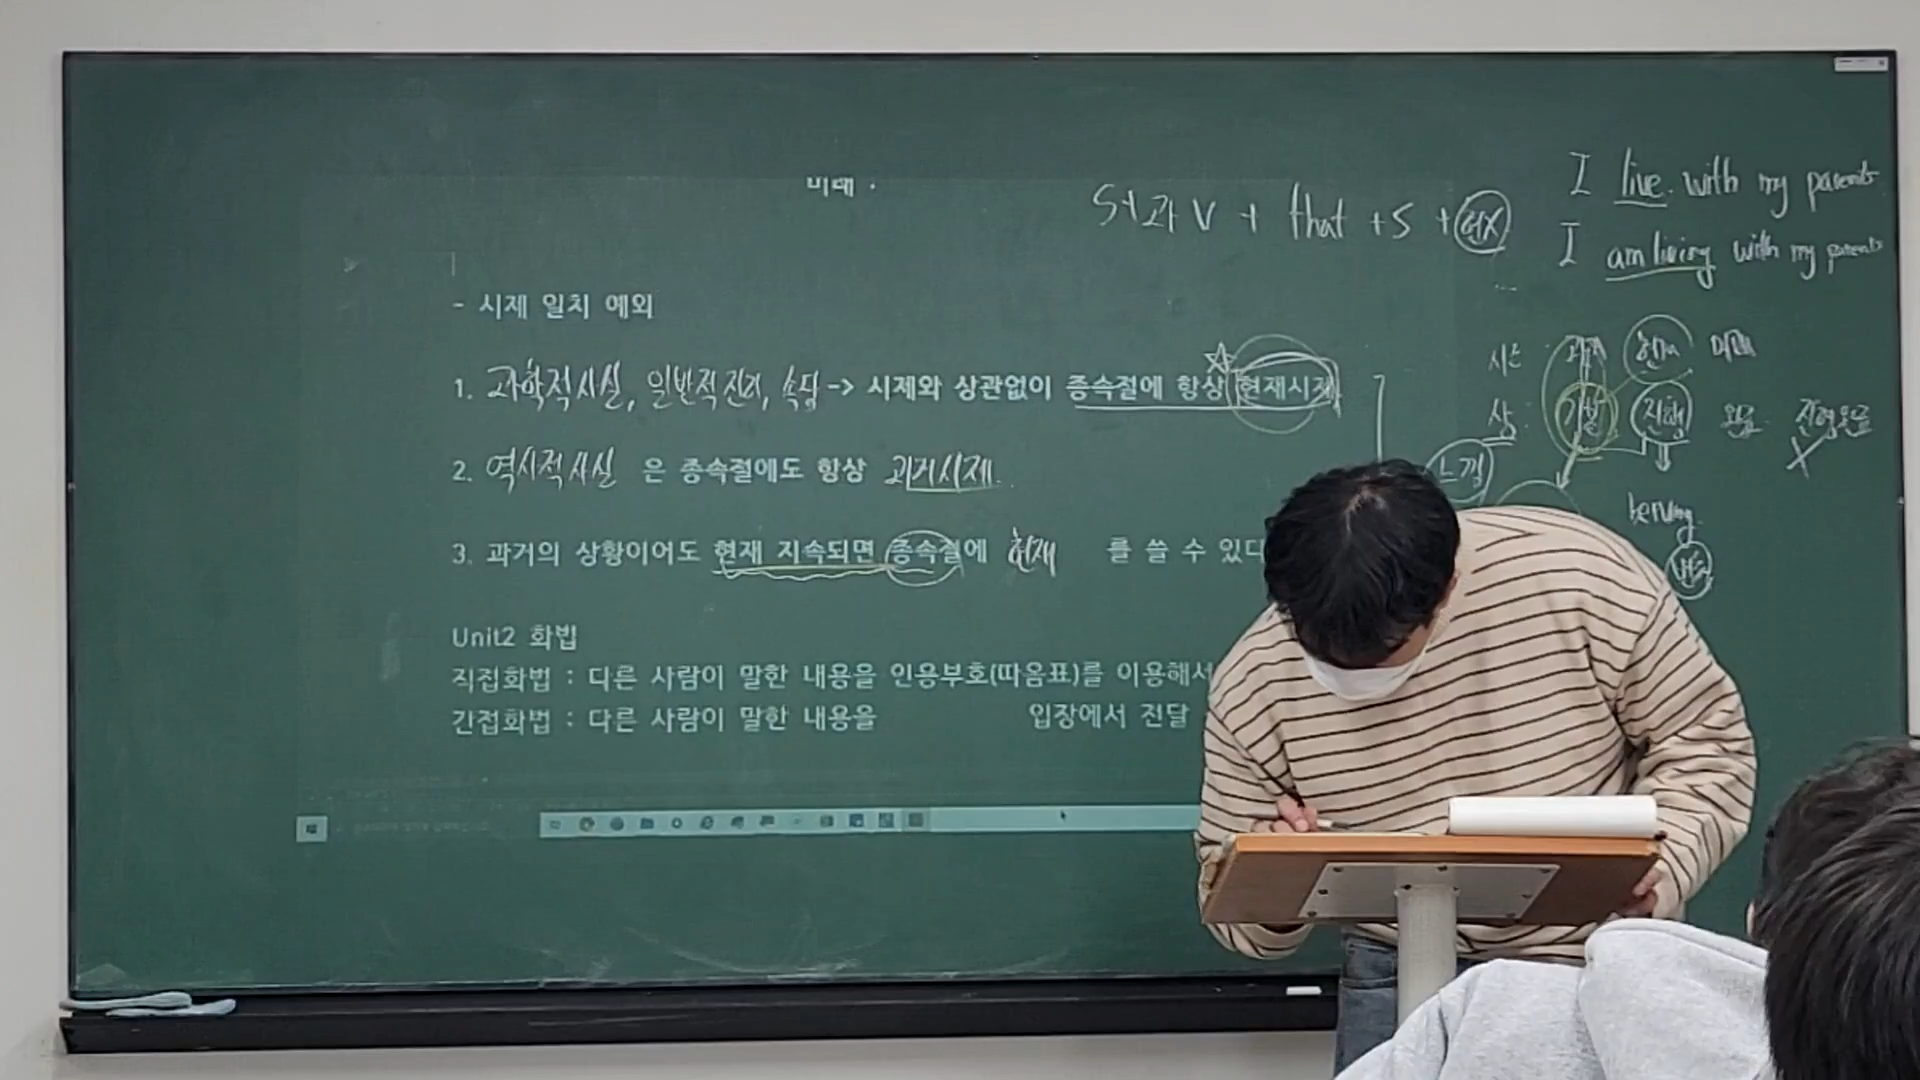 미래 :
S+과V + that +S +현X
I live with my parents
I am living with my parents
- 시제 일치 예외
시 : 과거 현재 미래
1. 과학적사실, 일반적진리, 속담 -> 시제와 상관없이 종속절에 항상 현재시제
상 : 진행 완료 진행완료
2. 역사적사실 은 종속절에도 항상 과거시제
느낌
3. 과거의 상황이어도 현재 지속되면 종속절에 현재 를 쓸 수 있다
Unit2 화법
직접화법 : 다른 사람이 말한 내용을 인용부호(따옴표)를 이용해서
간접화법 : 다른 사람이 말한 내용을 입장에서 전달